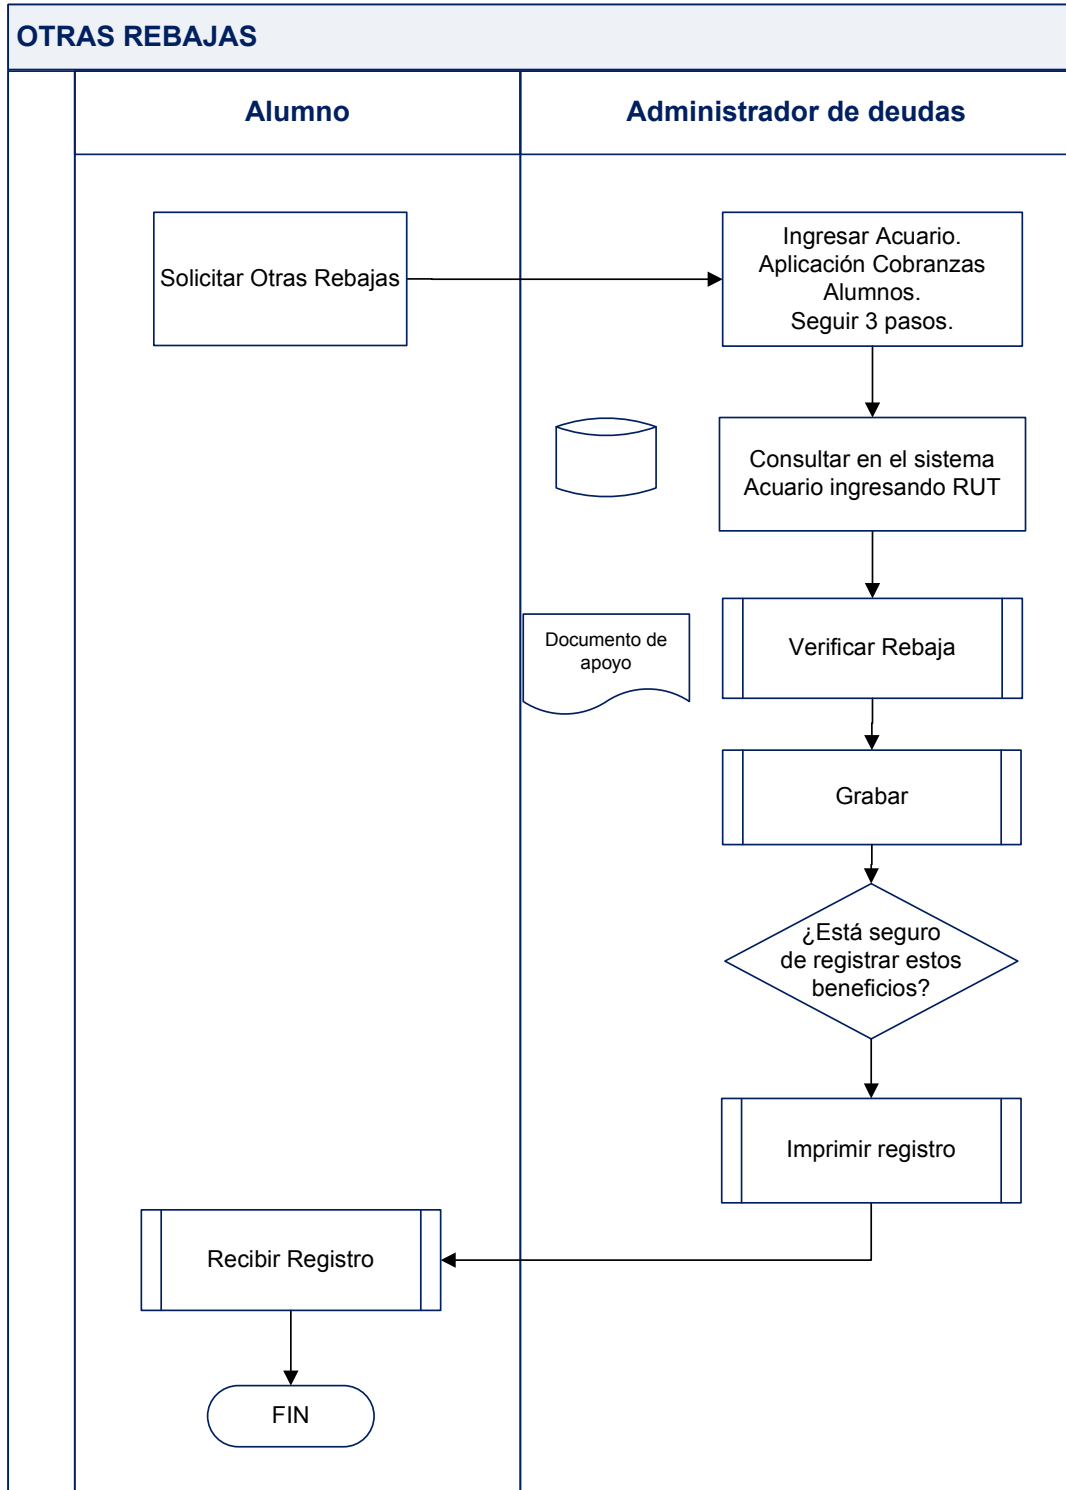 OTRAS REBAJAS
Alumno
Administrador de deudas
Solicitar Otras Rebajas
Ingresar Acuario.
Aplicación Cobranzas
Alumnos.
Seguir 3 pasos.
Consultar en el sistema
Acuario ingresando RUT
Documento de
apoyo
Verificar Rebaja
Grabar
¿Está seguro
de registrar estos
beneficios?
Imprimir registro
Recibir Registro
FIN